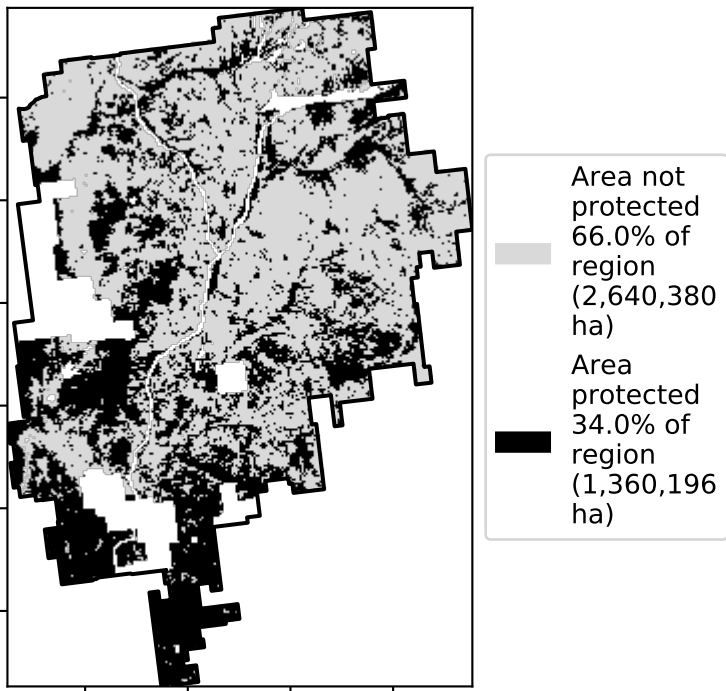 Area not
protected
66.0% of
region
(2,640,380
ha)
Area
protected
34.0% of
region
(1,360,196
ha)